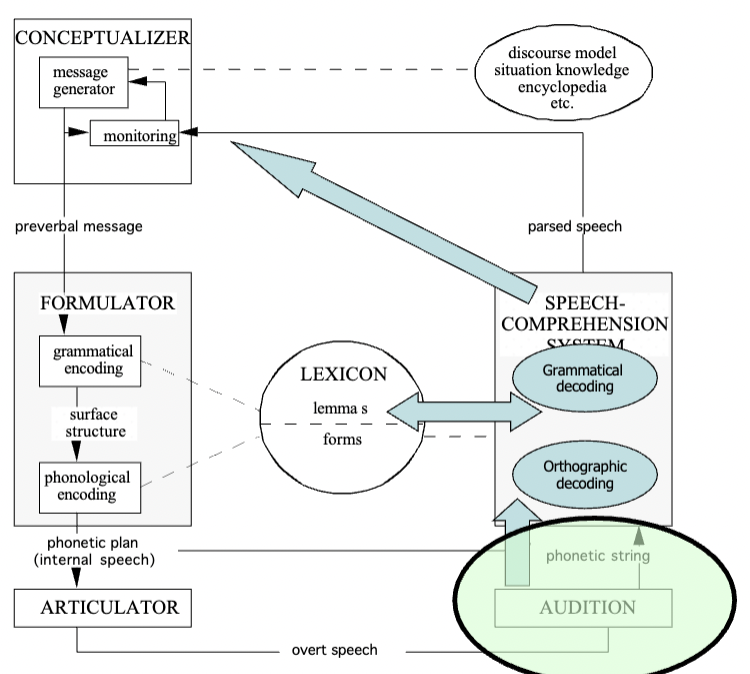 CONCEPTUALIZER
message
generator
monitoring
discourse model
situation knowledge
encyclopedia
etc.
preverbal message
parsed speech
FORMULATOR
grammatical
encoding
surface
structure
phonological
encoding
LEXICON
lemma s
forms
SPEECH-
COMPREHENSION
SYSTEM
Grammatical
decoding
Orthographic
decoding
phonetic plan
(internal speech)
phonetic string
ARTICULATOR
AUDITION
overt speech